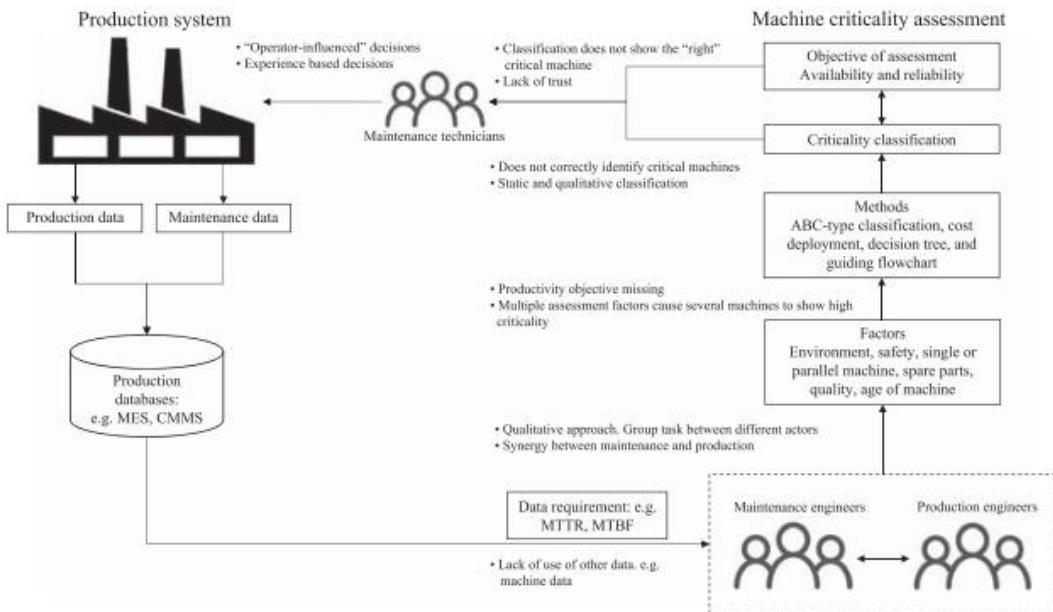 Production system
Machine criticality assessment
• “Operator-influenced” decisions
• Experience based decisions
• Classification does not show the “right”
critical machine
• Lack of trust
Objective of assessment
Availability and reliability
Maintenance technicians
Criticality classification
• Does not correctly identify critical machines
• Static and qualitative classification
Production data
Maintenance data
Methods
ABC-type classification, cost
deployment, decision tree, and
guiding flowchart
• Productivity objective missing
• Multiple assessment factors cause several machines to show high
criticality
Factors
Environment, safety, single or
parallel machine, spare parts,
quality, age of machine
Production
databases:
e.g. MES, CMMS
• Qualitative approach. Group task between different actors
• Synergy between maintenance and production
Data requirement: e.g.
MTTR, MTBF
Maintenance engineers
Production engineers
• Lack of use of other data. e.g.
machine data